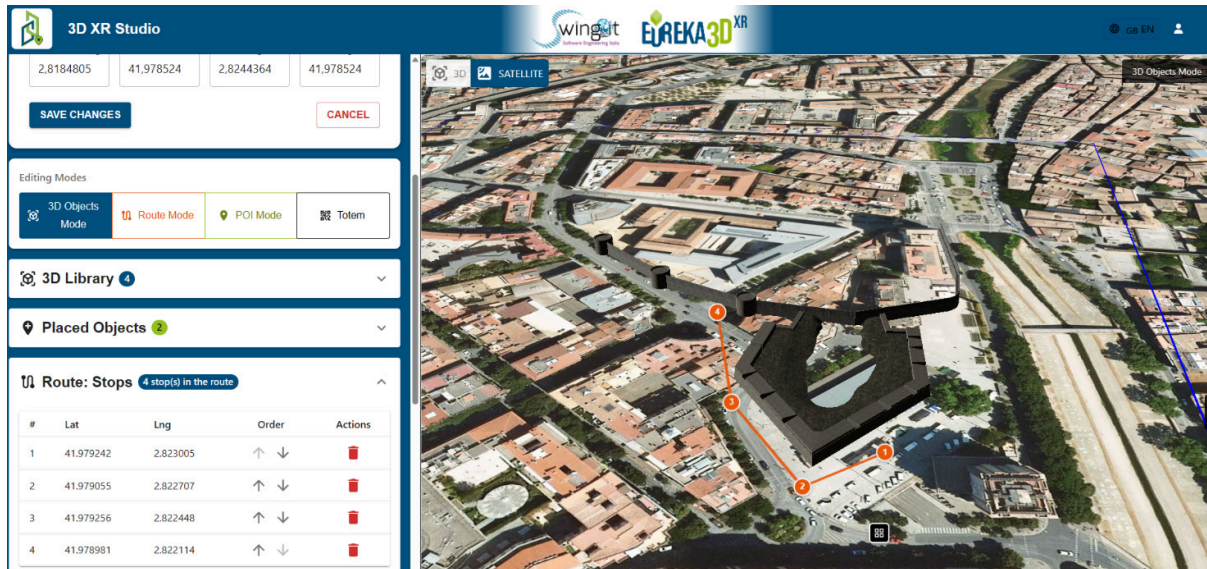 3D XR Studio
wingsit
Software Engineering Italia
EUREKA3D XR
GB EN
2,8184805 41,978524 2,8244364 41,978524
SAVE CHANGES CANCEL
Editing Modes
3D Objects Mode Route Mode POI Mode Totem
3D Library 4
Placed Objects 2
Route: Stops 4 stop(s) in the route
# Lat Lng Order Actions
1 41.979242 2.823005
2 41.979055 2.822707
3 41.979256 2.822448
4 41.978981 2.822114
3D SATELLITE
3D Objects Mode
4
3
1
2